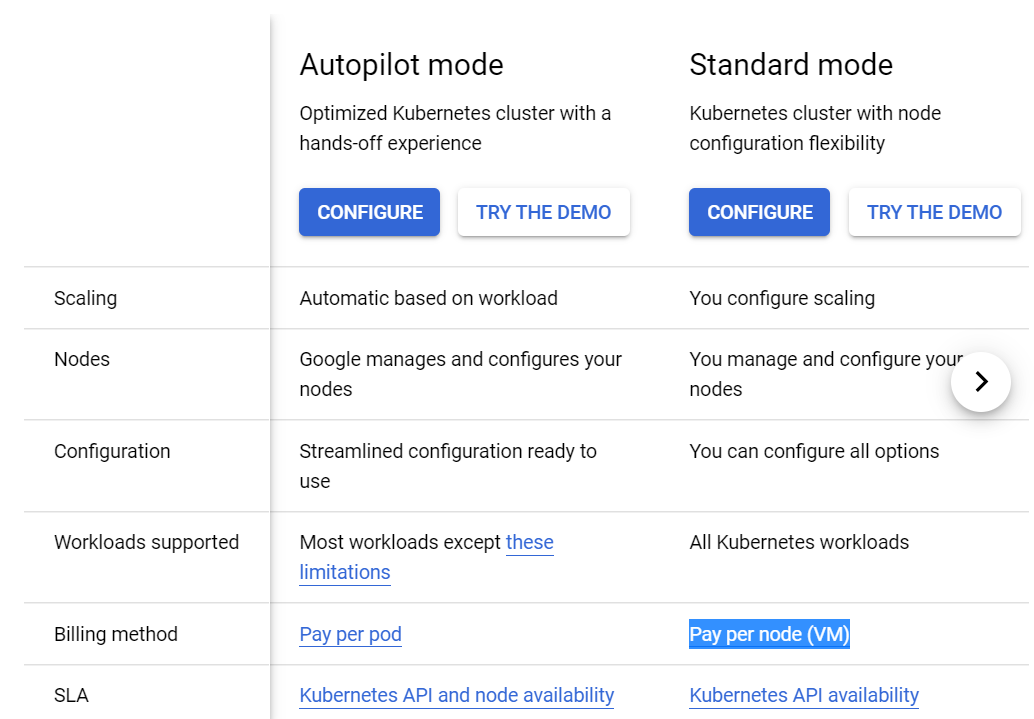 Autopilot mode
Standard mode
Optimized Kubernetes cluster with a
hands-off experience
Kubernetes cluster with node
configuration flexibility
CONFIGURE
TRY THE DEMO
CONFIGURE
TRY THE DEMO
Scaling
Automatic based on workload
You configure scaling
Nodes
Google manages and configures your
nodes
You manage and configure your
nodes
Configuration
Streamlined configuration ready to
use
You can configure all options
Workloads supported
Most workloads except these
limitations
All Kubernetes workloads
Billing method
Pay per pod
Pay per node (VM)
SLA
Kubernetes API and node availability
Kubernetes API availability